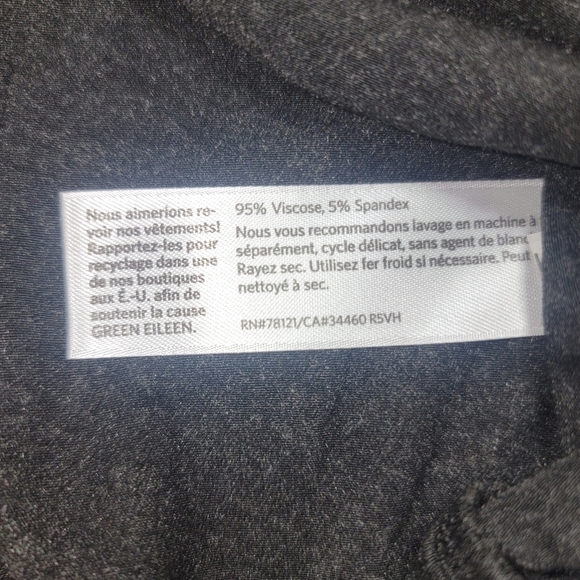 Nous aimerions re-
voir nos vêtements!
Rapportez-les pour
recyclage dans une
de nos boutiques
aux É.-U. afin de
soutenir la cause
GREEN EILEEN.
95% Viscose, 5% Spandex
Nous vous recommandons lavage en machine à
séparément, cycle délicat, sans agent de blanc
Rayez sec. Utilisez fer froid si nécessaire. Peut
nettoyé à sec.
RN#78121/CA#34460 R5VH